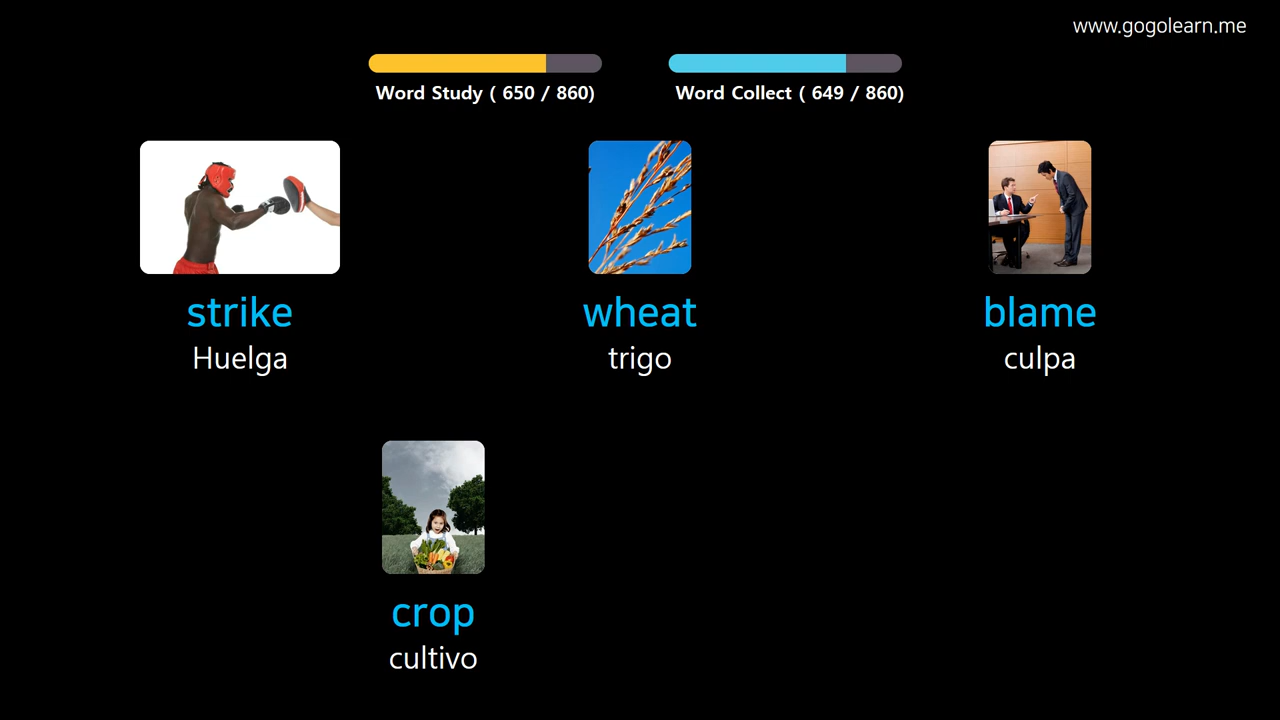 www.gogolearn.me
Word Study ( 650 / 860)
Word Collect ( 649 / 860)
strike
Huelga
wheat
trigo
blame
culpa
crop
cultivo